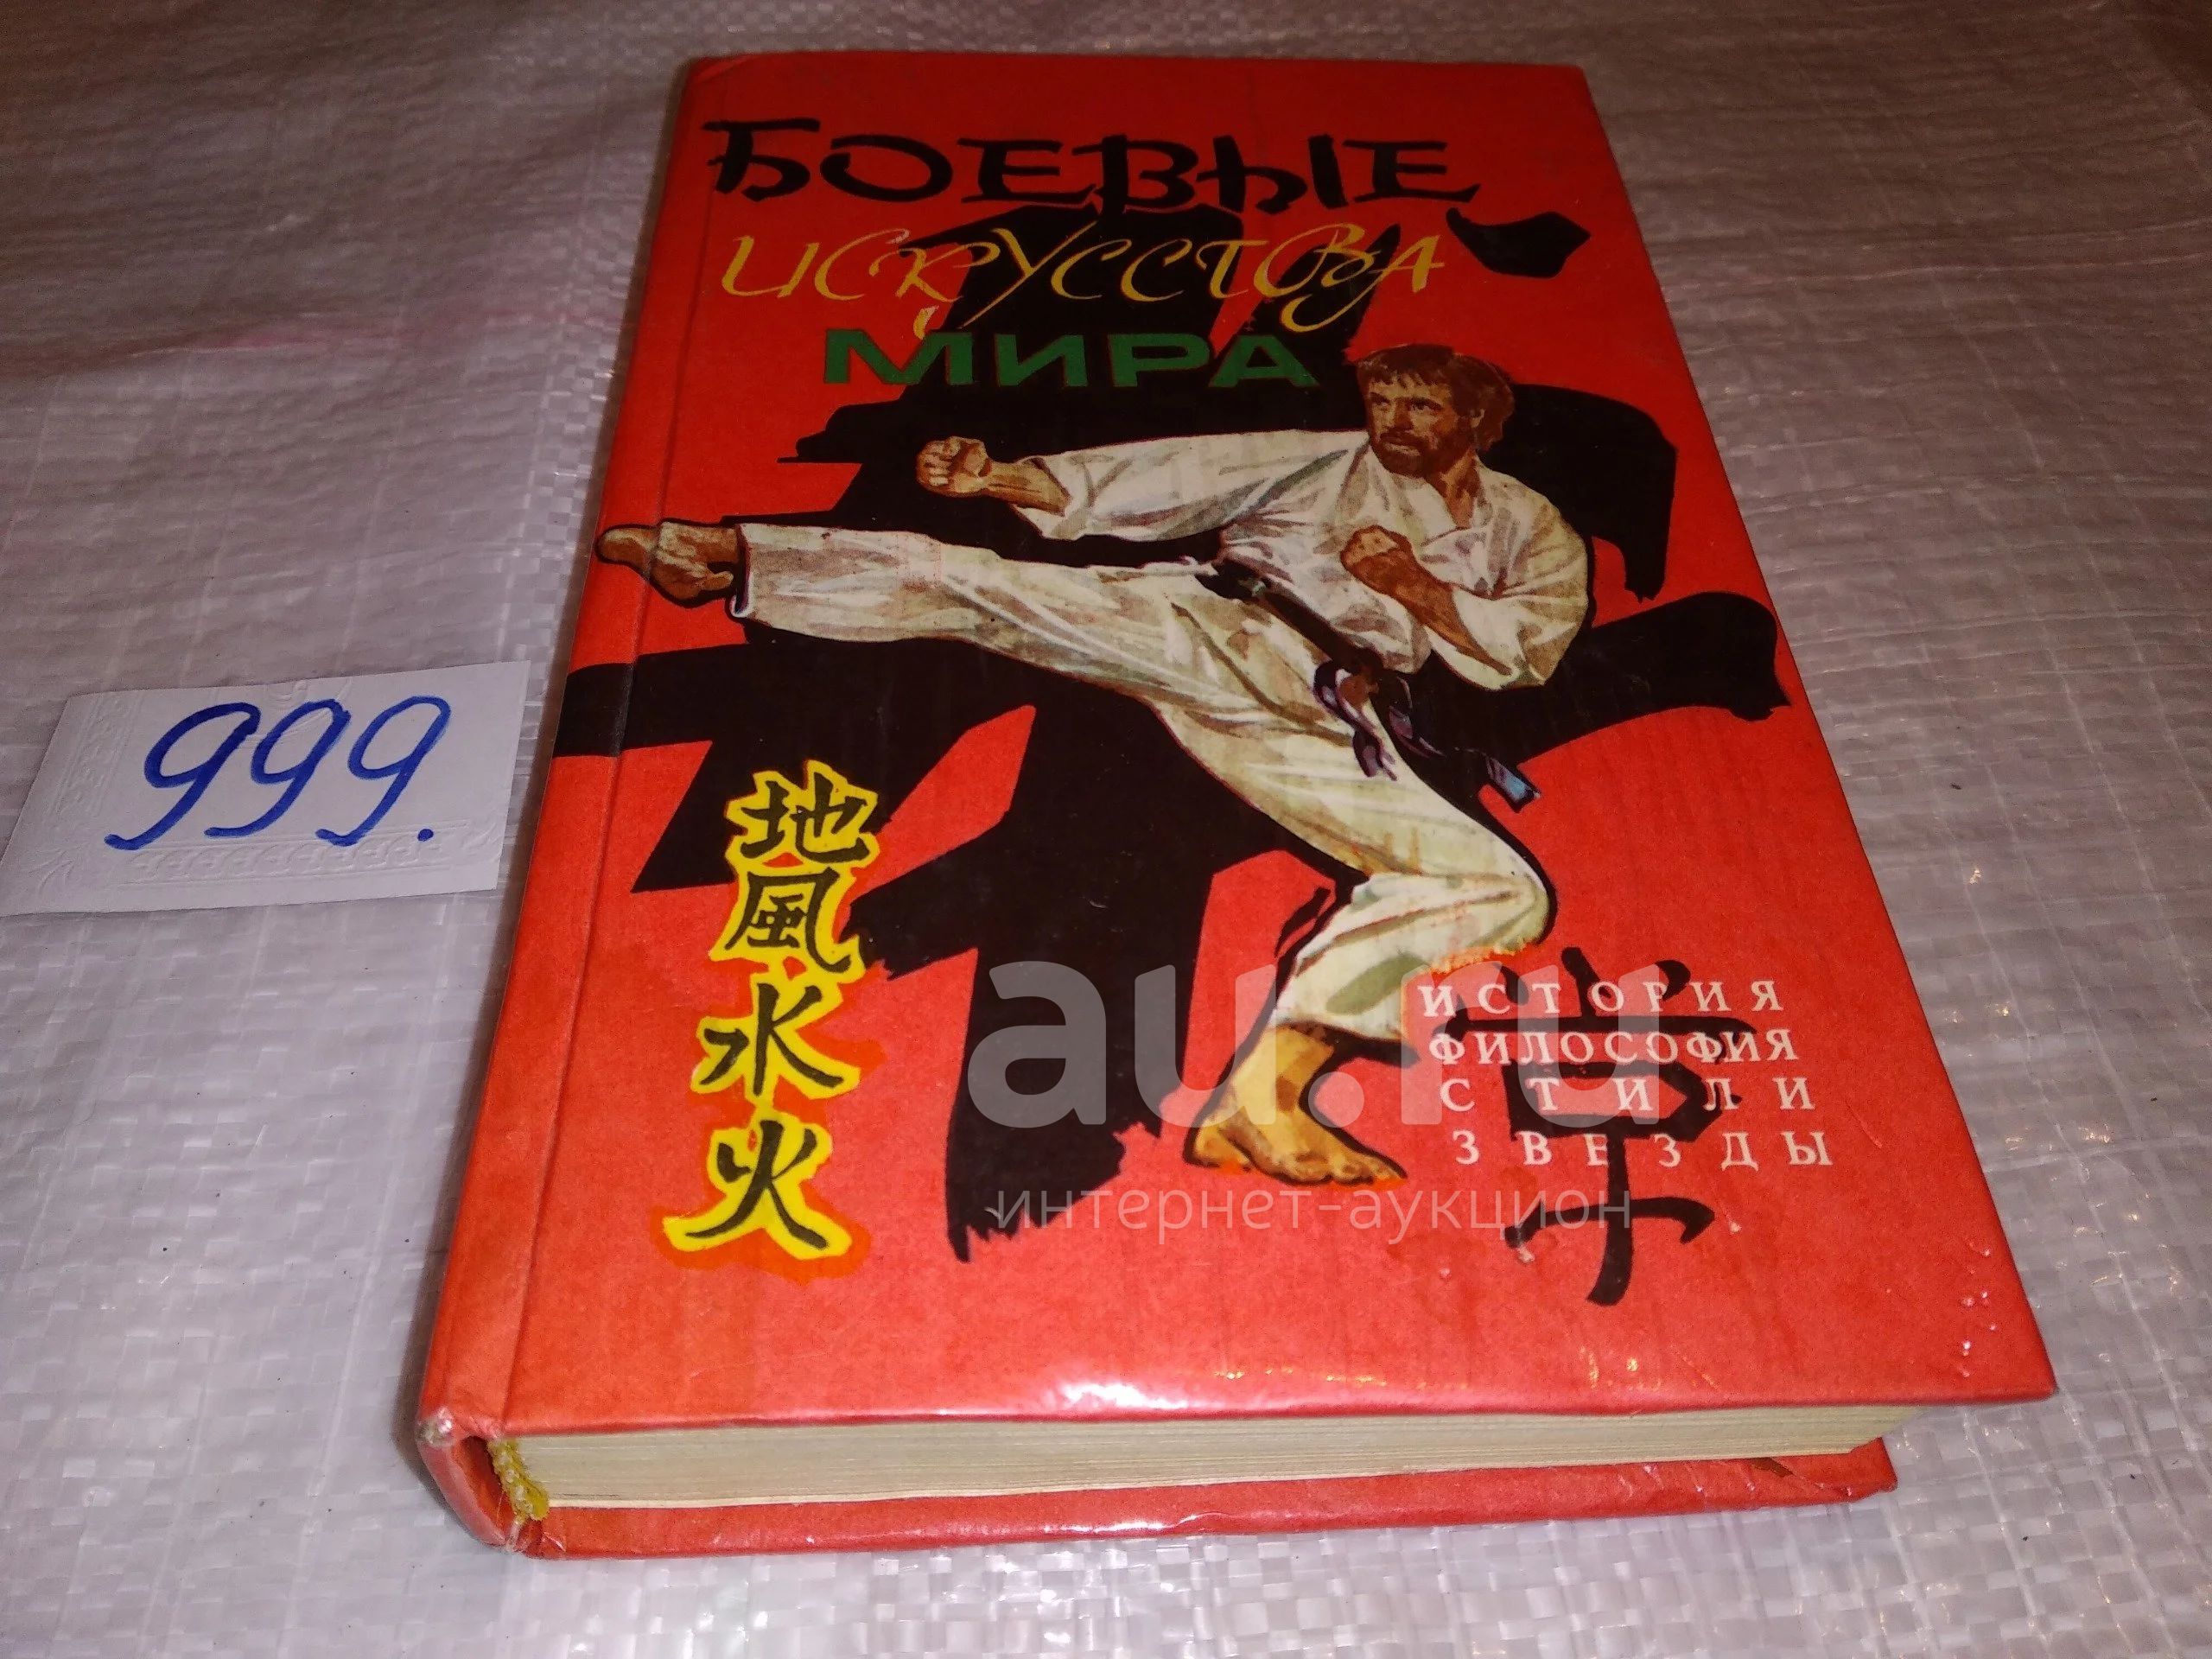 БОЕВЫЕ
ИСКУССТВА
МИРА
999.
地
風
水
火
ИСТОРИЯ
ФИЛОСОФИЯ
СТИЛИ
ЗВЕЗДЫ
au.ru
интернет-аукцион